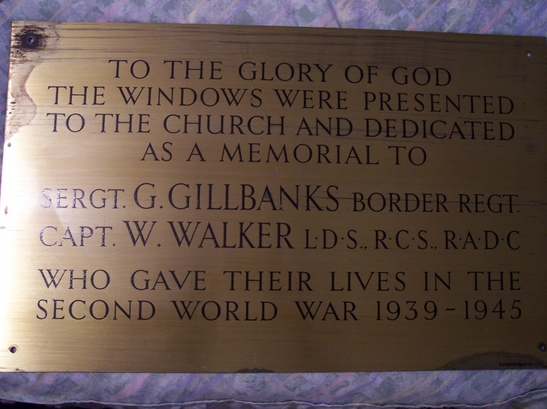 TO THE GLORY OF GOD
THE WINDOWS WERE PRESENTED
TO THE CHURCH AND DEDICATED
AS A MEMORIAL TO
SERGT. G. GILLBANKS BORDER REGT.
CAPT. W. WALKER L·D·S., R·C·S., R·A·D·C
WHO GAVE THEIR LIVES IN THE
SECOND WORLD WAR 1939-1945